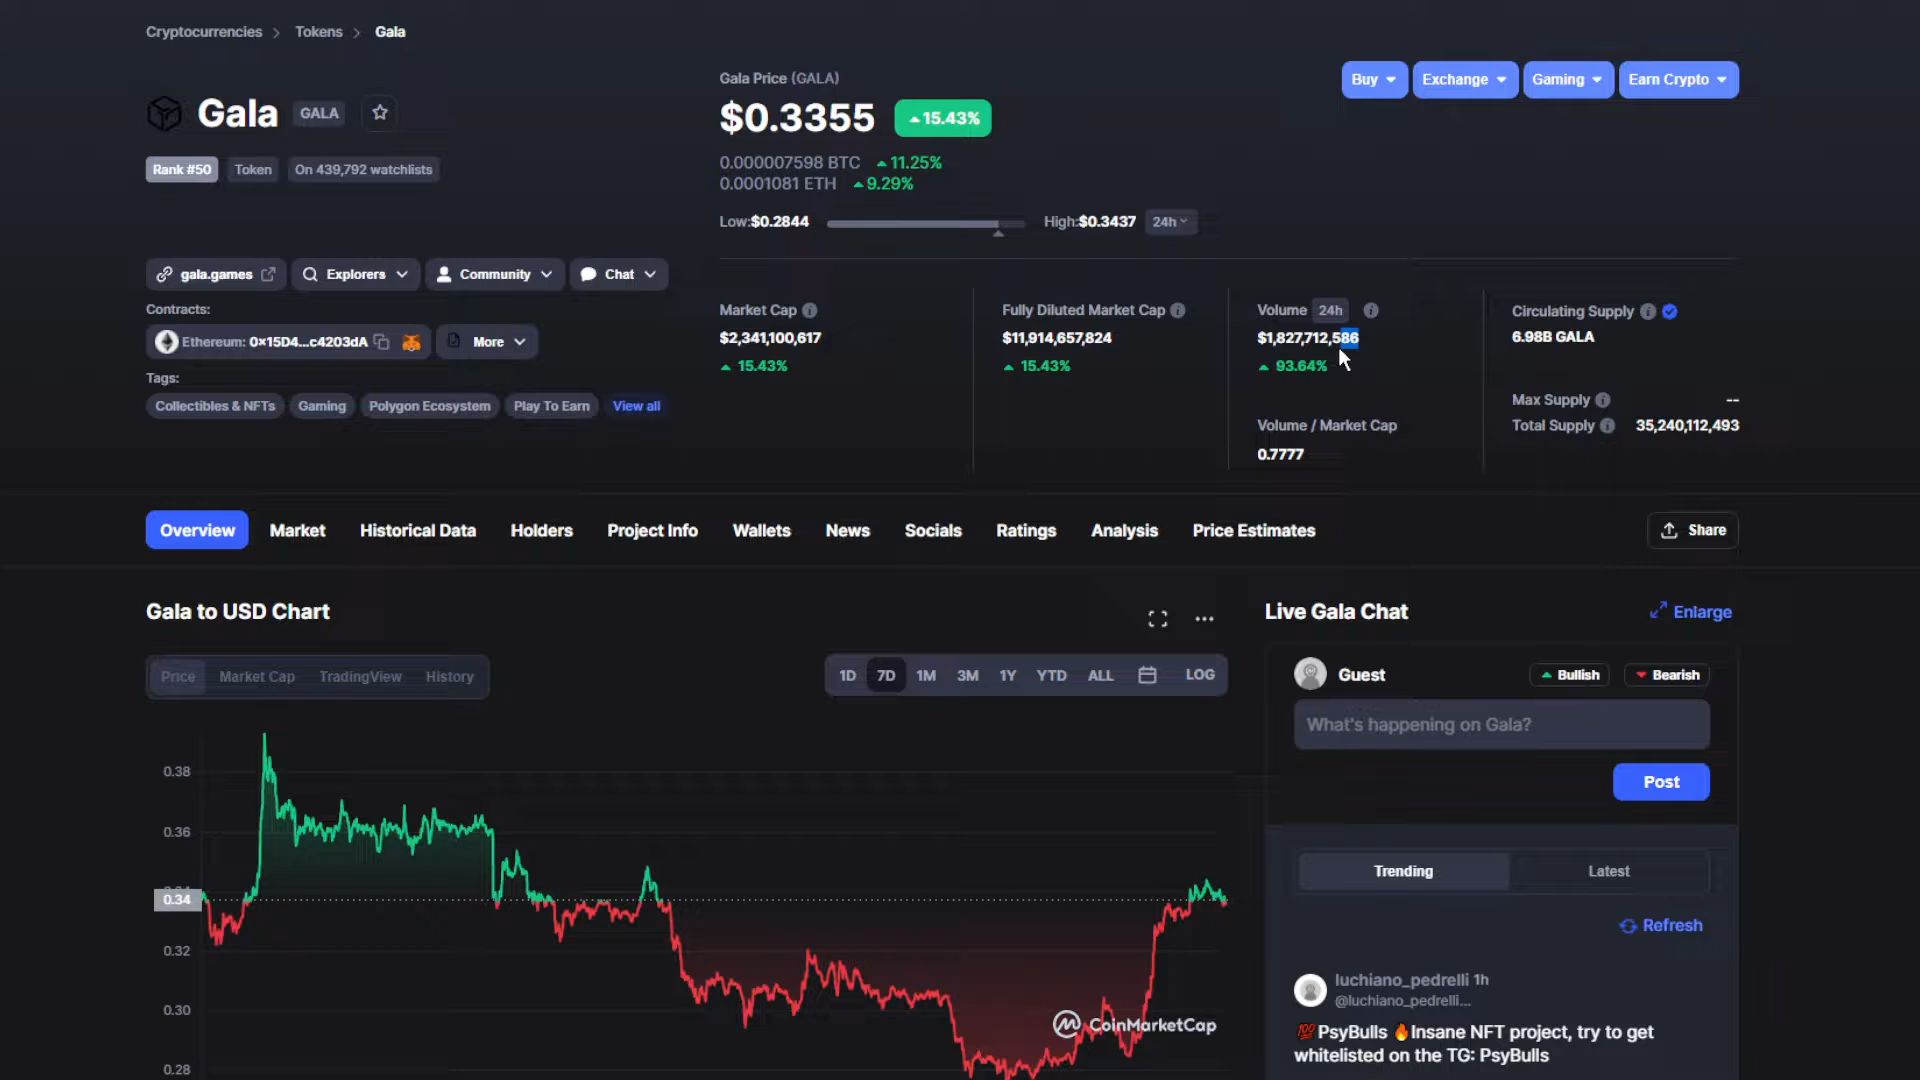 Cryptocurrencies > Tokens > Gala
Gala GALA
Rank #50 Token On 439,792 watchlists
Gala Price (GALA)
$0.3355 15.43%
0.000007598 BTC 11.25%
0.0001081 ETH 9.29%
Low:$0.2844 High:$0.3437 24h
Buy Exchange Gaming Earn Crypto
gala.games Explorers Community Chat
Contracts:
Ethereum: 0x15D4...c4203dA More
Tags:
Collectibles & NFTs Gaming Polygon Ecosystem Play To Earn View all
Market Cap
$2,341,100,617
15.43%
Fully Diluted Market Cap
$11,914,657,824
15.43%
Volume 24h
$1,827,712,586
93.64%
Volume / Market Cap
0.7777
Circulating Supply
6.98B GALA
Max Supply --
Total Supply 35,240,112,493
Overview Market Historical Data Holders Project Info Wallets News Socials Ratings Analysis Price Estimates Share
Gala to USD Chart
Price Market Cap TradingView History
1D 7D 1M 3M 1Y YTD ALL LOG
0.38
0.36
0.34
0.32
0.30
0.28
CoinMarketCap
Live Gala Chat Enlarge
Guest Bullish Bearish
What's happening on Gala?
Post
Trending Latest
Refresh
luchiano_pedrelli 1h
@luchiano_pedrelli...
💯PsyBulls 🔥Insane NFT project, try to get
whitelisted on the TG: PsyBulls